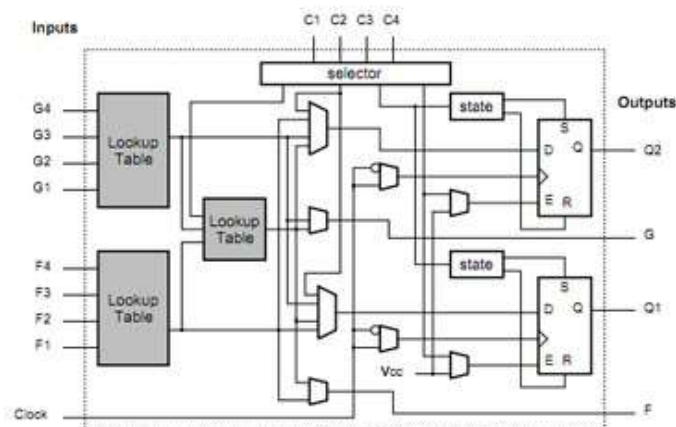 Inputs
C1 C2 C3 C4
selector
G4
G3
G2
G1
Lookup
Table
state
Outputs
S
D Q
E R
Q2
Lookup
Table
G
F4
F3
F2
F1
Lookup
Table
state
S
D Q
E R
Q1
Vcc
Clock
F